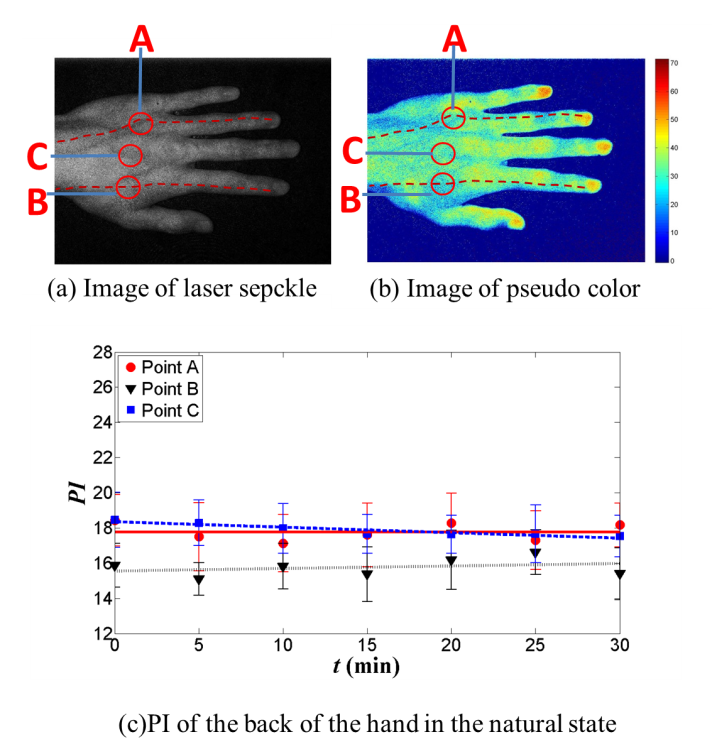 A
A
C
C
B
B
70
60
50
40
30
20
10
0
(a) Image of laser sepckle
(b) Image of pseudo color
28
26
24
22
20
18
16
14
12
PI
Point A
Point B
Point C
0
5
10
15
20
25
30
t (min)
(c)PI of the back of the hand in the natural state